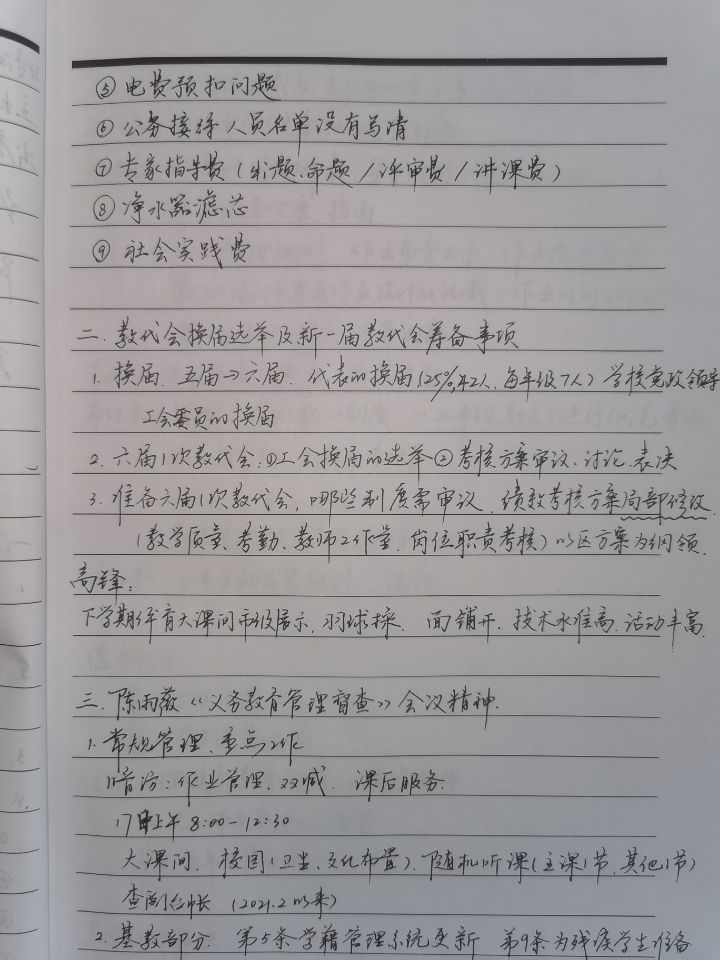 ⑤ 电费预扣问题
⑥ 公务接待人员名单没有写清
⑦ 专家指导费（出题、命题／评审费／讲课费）
⑧ 净水器滤芯
⑨ 社会实践费
二. 教代会换届选举及新一届教代会筹备事项
1. 换届. 五届→六届. 代表的换届(25%,42人, 每年级7人) 学校党政领导
工会委员的换届
2. 六届1次教代会. ①工会换届的选举 ②考核方案审议、讨论、表决
3. 准备六届1次教代会, 哪些制度需审议. 绩效考核方案局部修改.
(教学质量、考勤、教师工作量. 岗位职责考核) 以区方案为纲领.
高锋:
下学期体育大课间市级展示. 羽球操. 面铺开. 技术水准高. 活动丰富.
三. 陈雨薇《义务教育管理督查》会议精神.
1. 常规管理、重点工作
暗访: 作业管理. 双减. 课后服务.
17日上午 8:00-12:30
大课间. 校园(卫生、文化布置). 随机听课(主课1节, 其他1节)
查阅台帐 (2021.2以来)
2. 基教部分. 第5条学籍管理系统更新 第9条为残疾学生准备